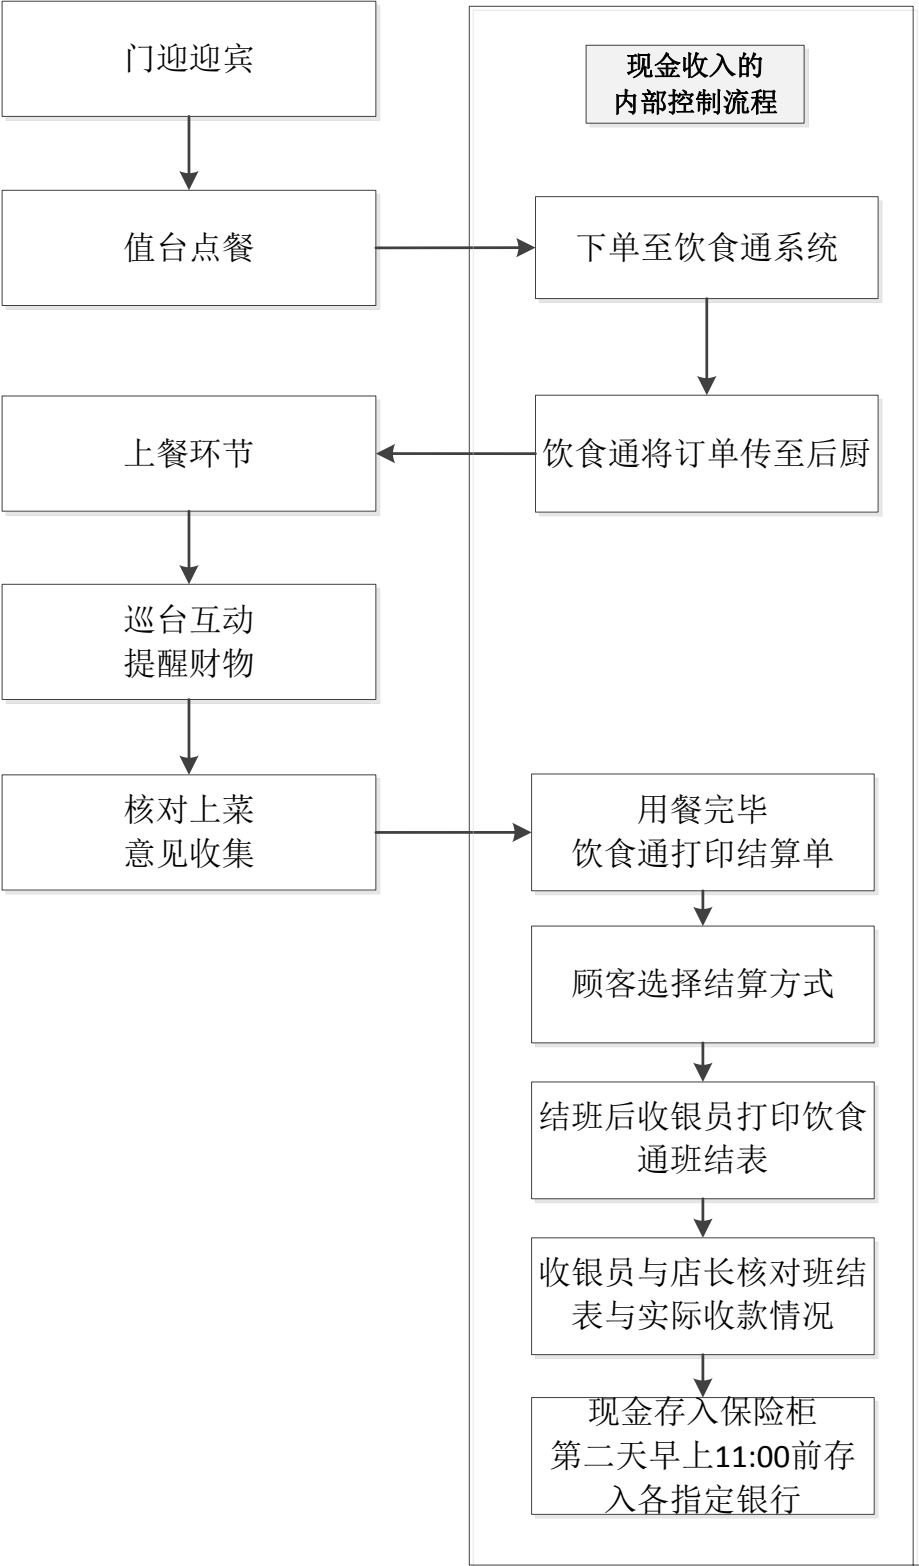 门迎迎宾
现金收入的
内部控制流程
值台点餐
下单至饮食通系统
上餐环节
饮食通将订单传至后厨
巡台互动
提醒财物
核对上菜
意见收集
用餐完毕
饮食通打印结算单
顾客选择结算方式
结班后收银员打印饮食
通班结表
收银员与店长核对班结
表与实际收款情况
现金存入保险柜
第二天早上11:00前存
入各指定银行